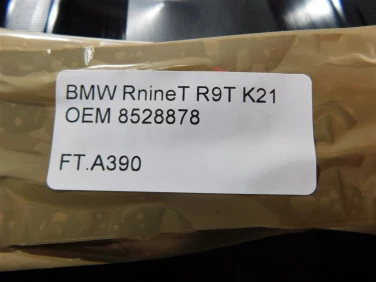 BMW RnineT R9T K21
OEM 8528878
FT.A390